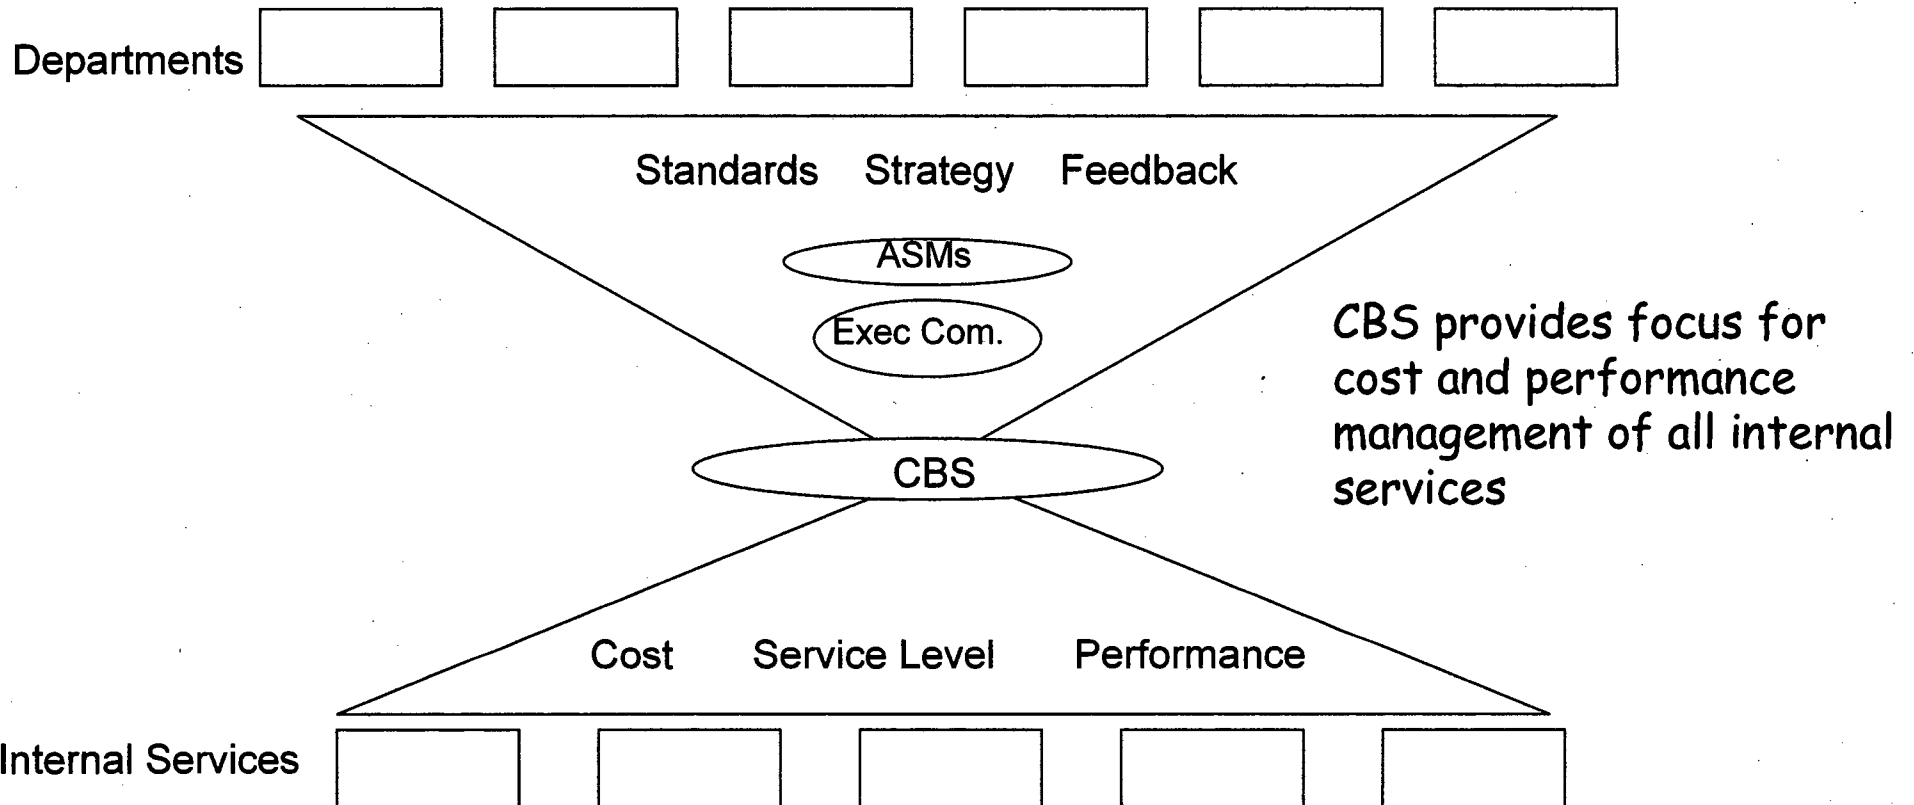 Departments
Standards Strategy Feedback
ASMs
Exec Com.
CBS provides focus for
cost and performance
management of all internal
services
CBS
Cost Service Level Performance
Internal Services